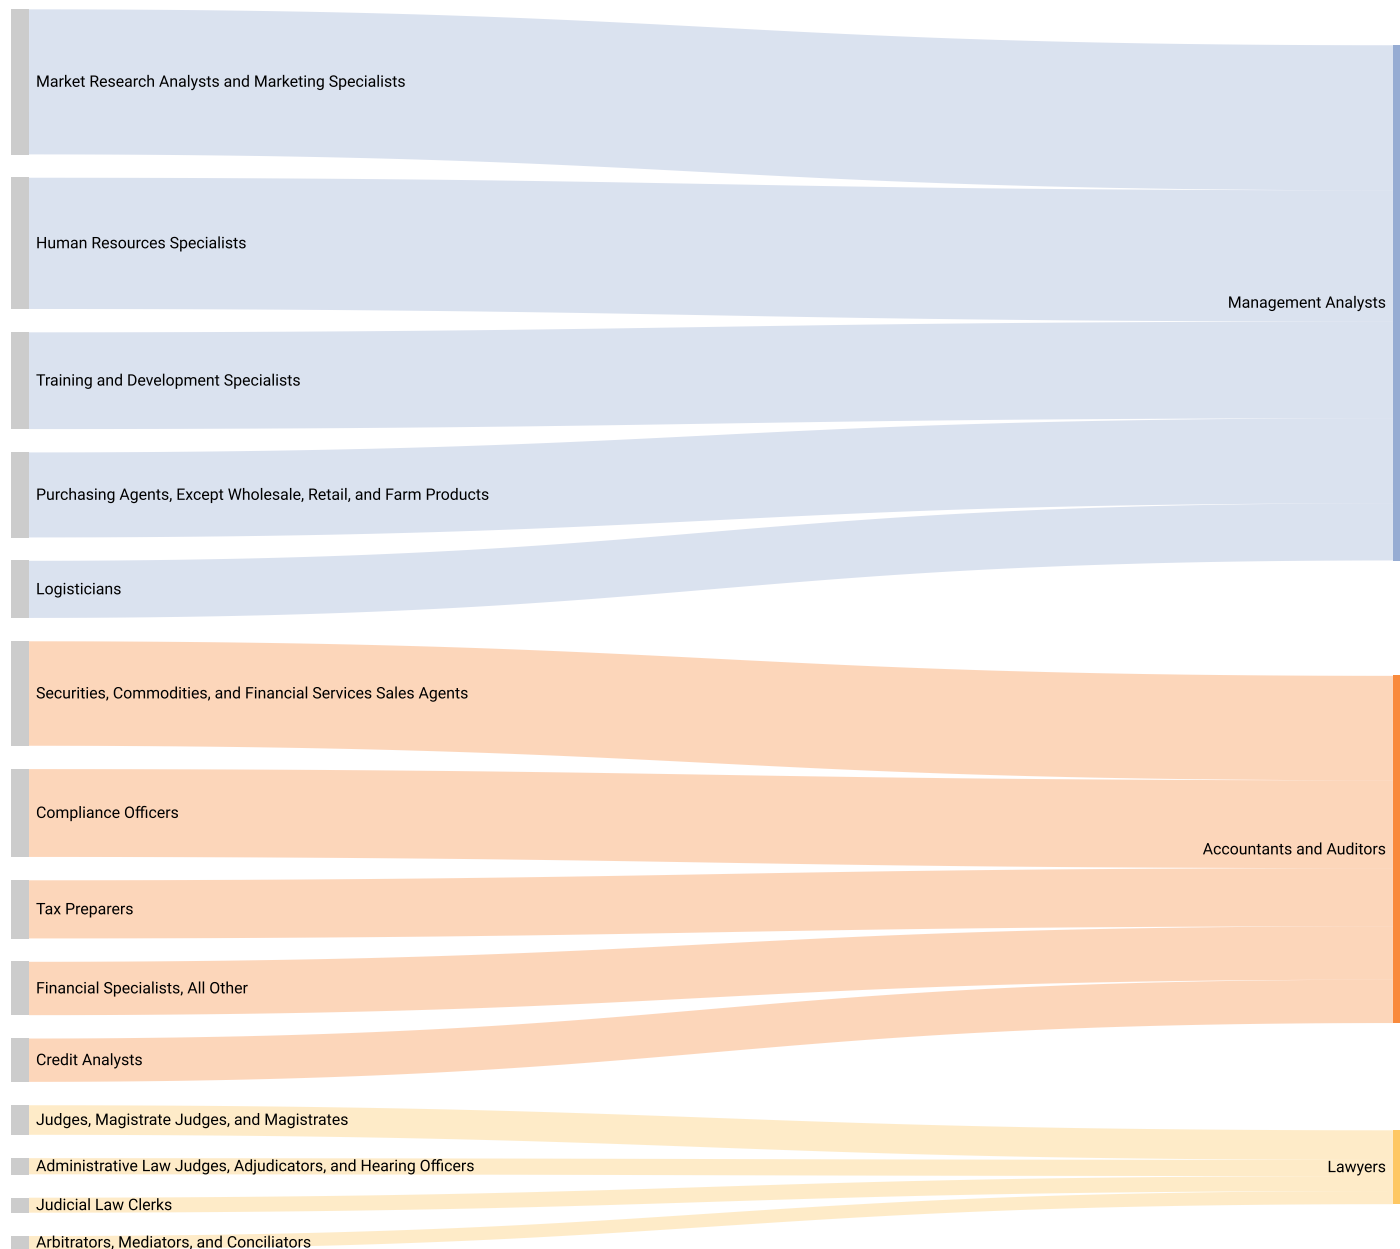 Market Research Analysts and Marketing Specialists
Human Resources Specialists
Management Analysts
Training and Development Specialists
Purchasing Agents, Except Wholesale, Retail, and Farm Products
Logisticians
Securities, Commodities, and Financial Services Sales Agents
Compliance Officers
Accountants and Auditors
Tax Preparers
Financial Specialists, All Other
Credit Analysts
Judges, Magistrate Judges, and Magistrates
Administrative Law Judges, Adjudicators, and Hearing Officers
Lawyers
Judicial Law Clerks
Arbitrators, Mediators, and Conciliators